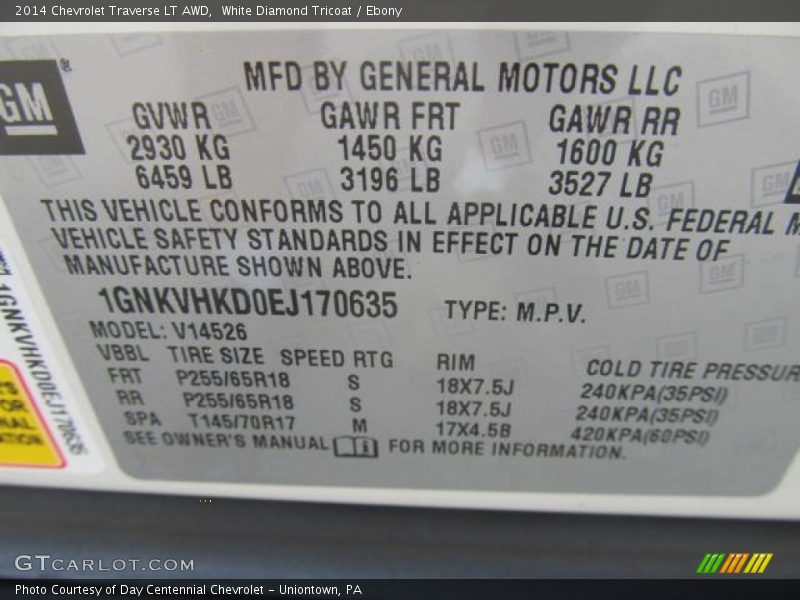 2014 Chevrolet Traverse LT AWD,  White Diamond Tricoat / Ebony
GM
MFD BY GENERAL MOTORS LLC
GVWR GAWR FRT GAWR RR
2930 KG 1450 KG 1600 KG
6459 LB 3196 LB 3527 LB
THIS VEHICLE CONFORMS TO ALL APPLICABLE U.S. FEDERAL M
VEHICLE SAFETY STANDARDS IN EFFECT ON THE DATE OF
MANUFACTURE SHOWN ABOVE.
1GNKVHKD0EJ170635 TYPE: M.P.V.
MODEL: V14526
VBBL TIRE SIZE SPEED RTG RIM COLD TIRE PRESSUR
FRT P255/65R18 S 18X7.5J 240KPA(35PSI)
RR P255/65R18 S 18X7.5J 240KPA(35PSI)
SPA T145/70R17 M 17X4.5B 420KPA(60PSI)
SEE OWNER'S MANUAL FOR MORE INFORMATION.
1GNKVHKD0EJ170635
GTCARLOT.COM
Photo Courtesy of Day Centennial Chevrolet – Uniontown, PA